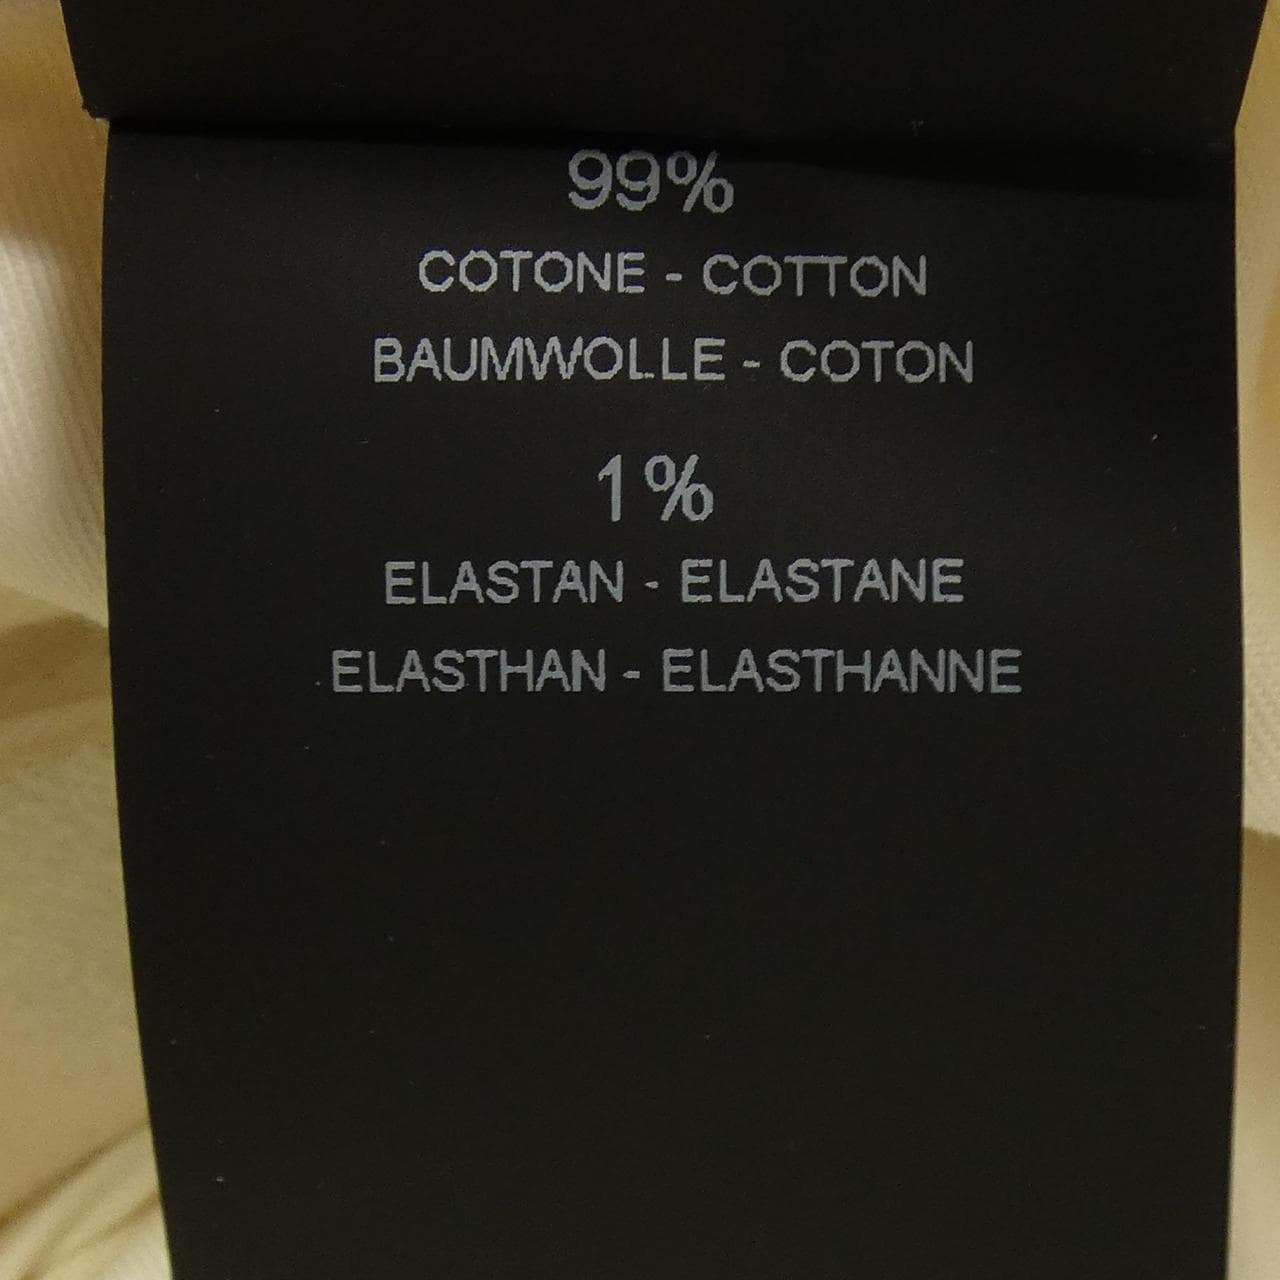 99%
COTONE - COTTON
BAUMWOLLE - COTON
1%
ELASTAN - ELASTANE
ELASTHAN - ELASTHANNE